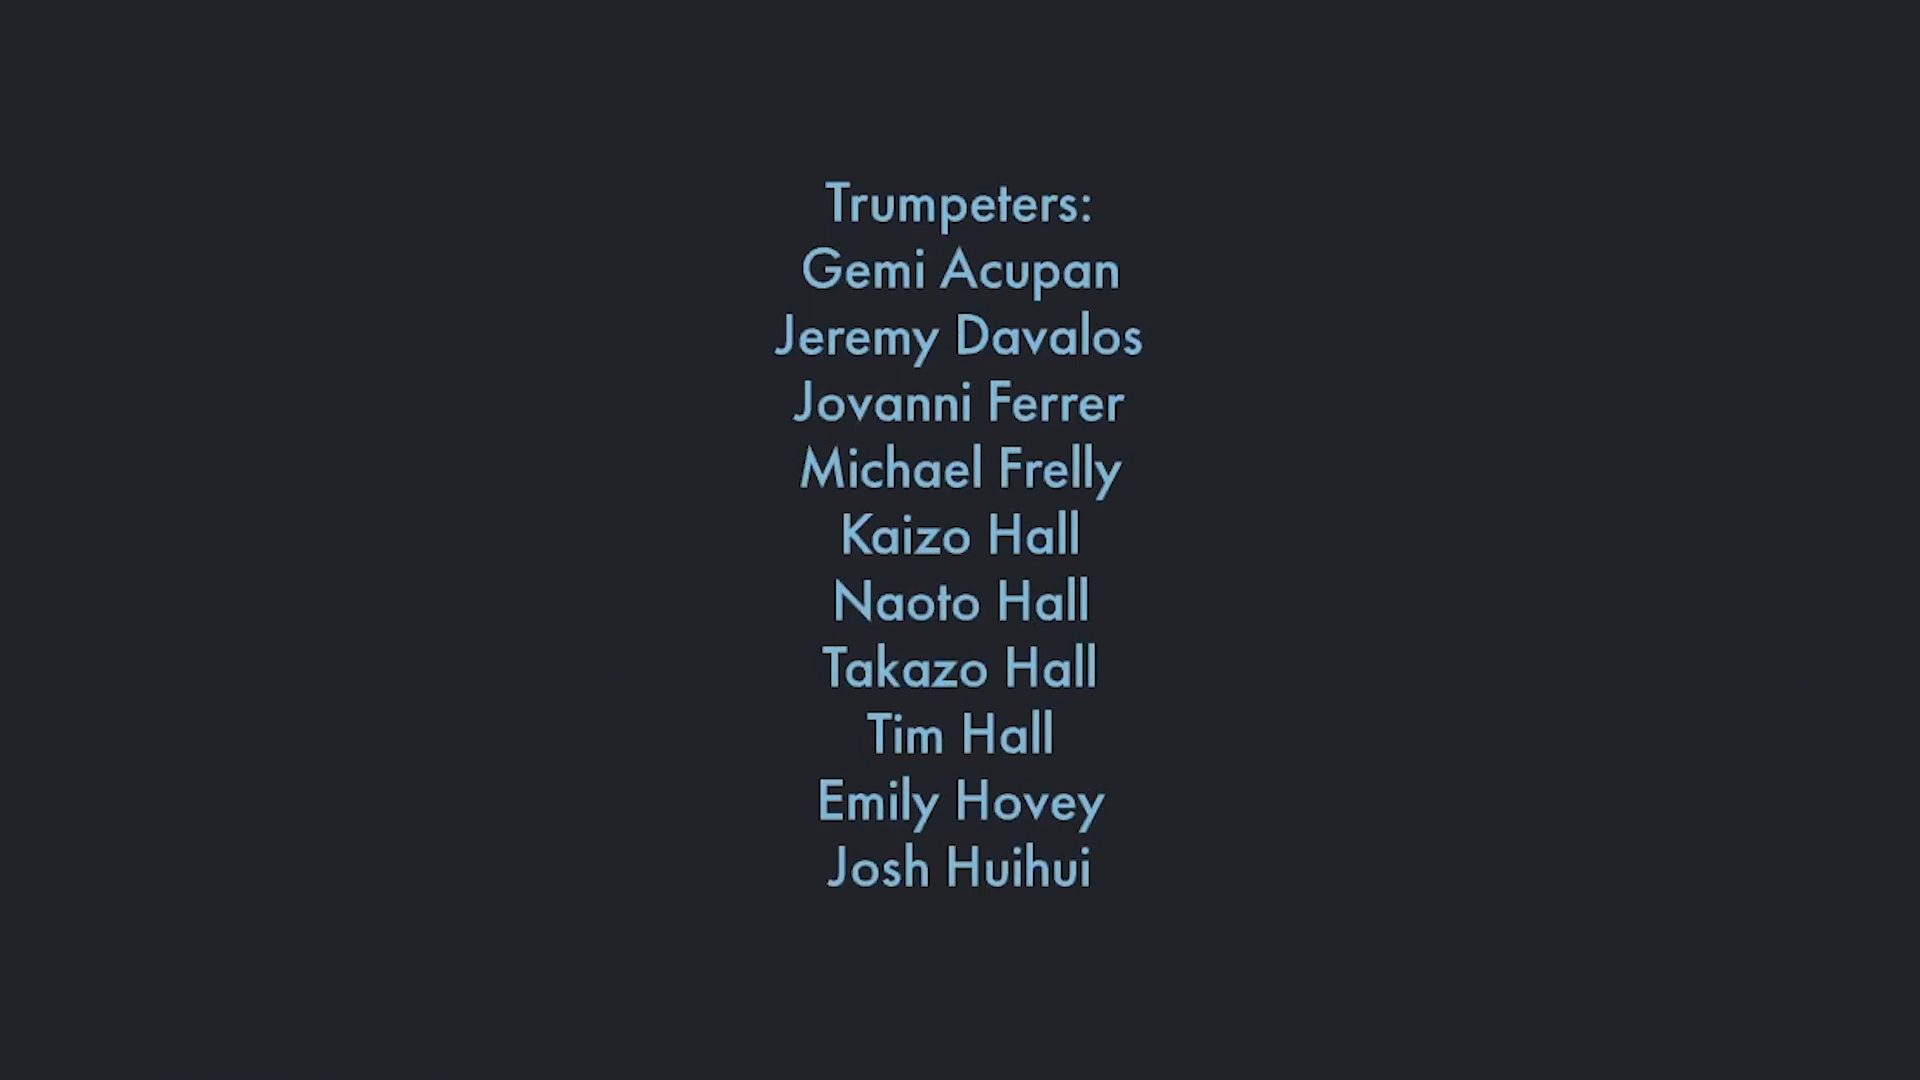 Trumpeters:
Gemi Acupan
Jeremy Davalos
Jovanni Ferrer
Michael Frelly
Kaizo Hall
Naoto Hall
Takazo Hall
Tim Hall
Emily Hovey
Josh Huihui